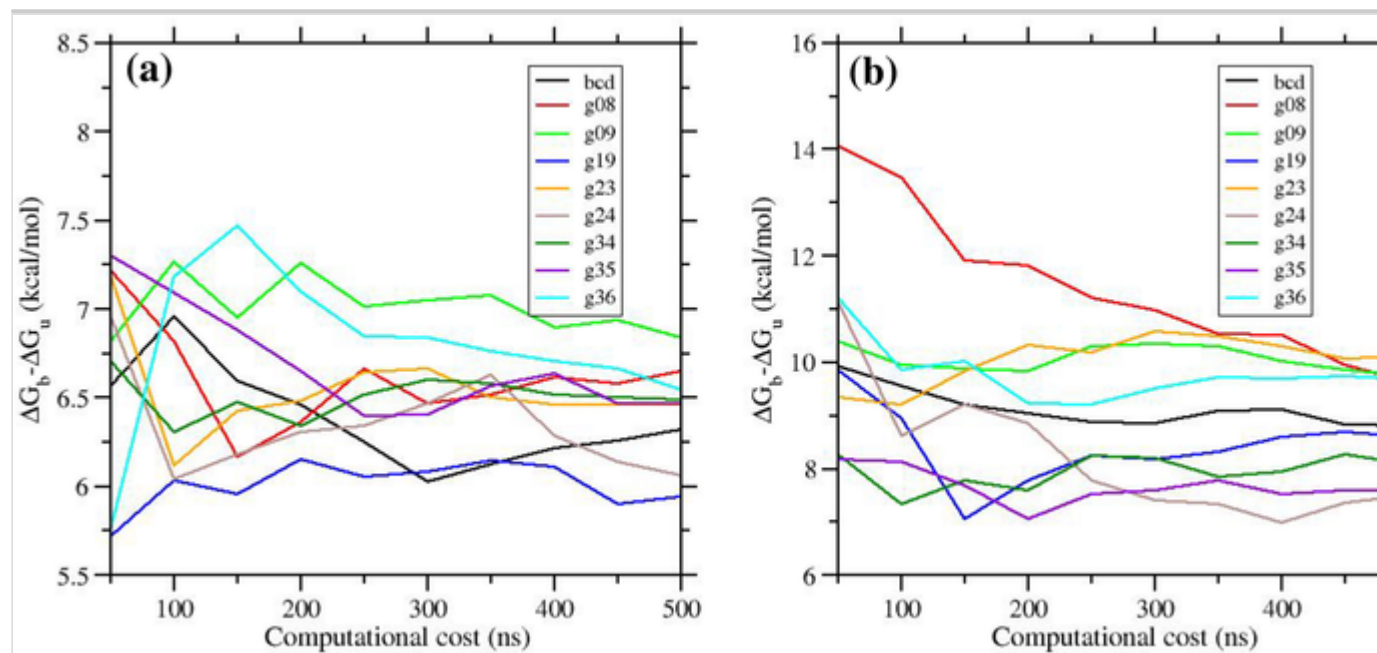 (a)
8.5
8
7.5
7
6.5
6
5.5
100
200
300
400
500
ΔG_b-ΔG_u (kcal/mol)
Computational cost (ns)
bcd
g08
g09
g19
g23
g24
g34
g35
g36
(b)
16
14
12
10
8
6
100
200
300
400
ΔG_b-ΔG_u (kcal/mol)
Computational cost (ns)
bcd
g08
g09
g19
g23
g24
g34
g35
g36